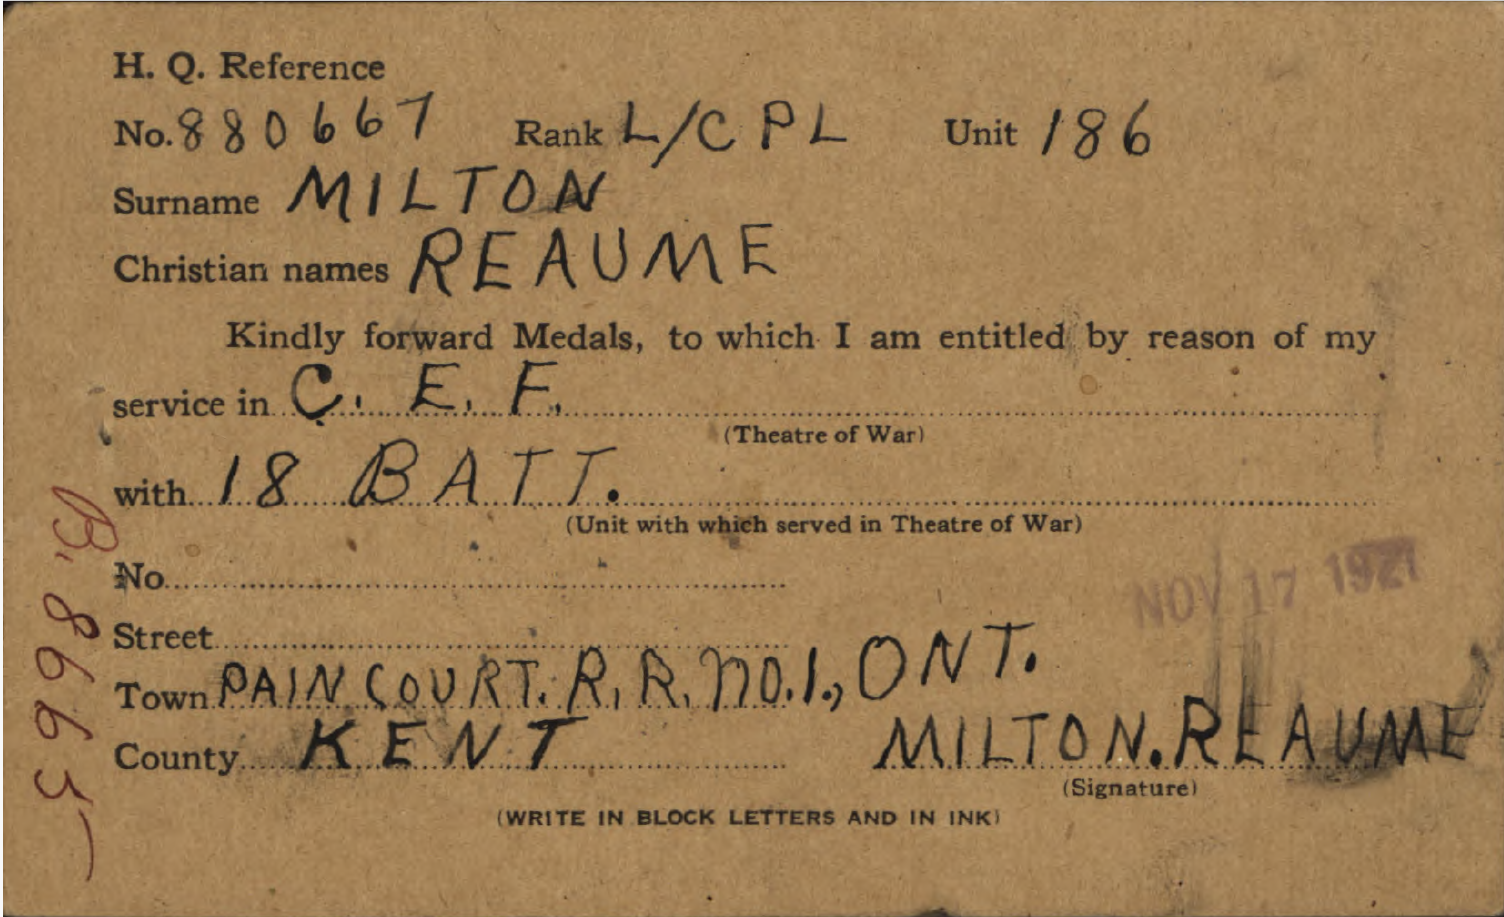 H. Q. Reference
No. 880667 Rank L/CPL Unit 186
Surname MILTON
Christian names REAUME
Kindly forward Medals, to which I am entitled by reason of my
service in C. E. F.
(Theatre of War)
with 18 BATT.
(Unit with which served in Theatre of War)
No
NOV 17 1921
Street
Town PAIN COURT. R. R. NO. 1., ONT.
County KENT MILTON. REAUME
(Signature)
(WRITE IN BLOCK LETTERS AND IN INK)